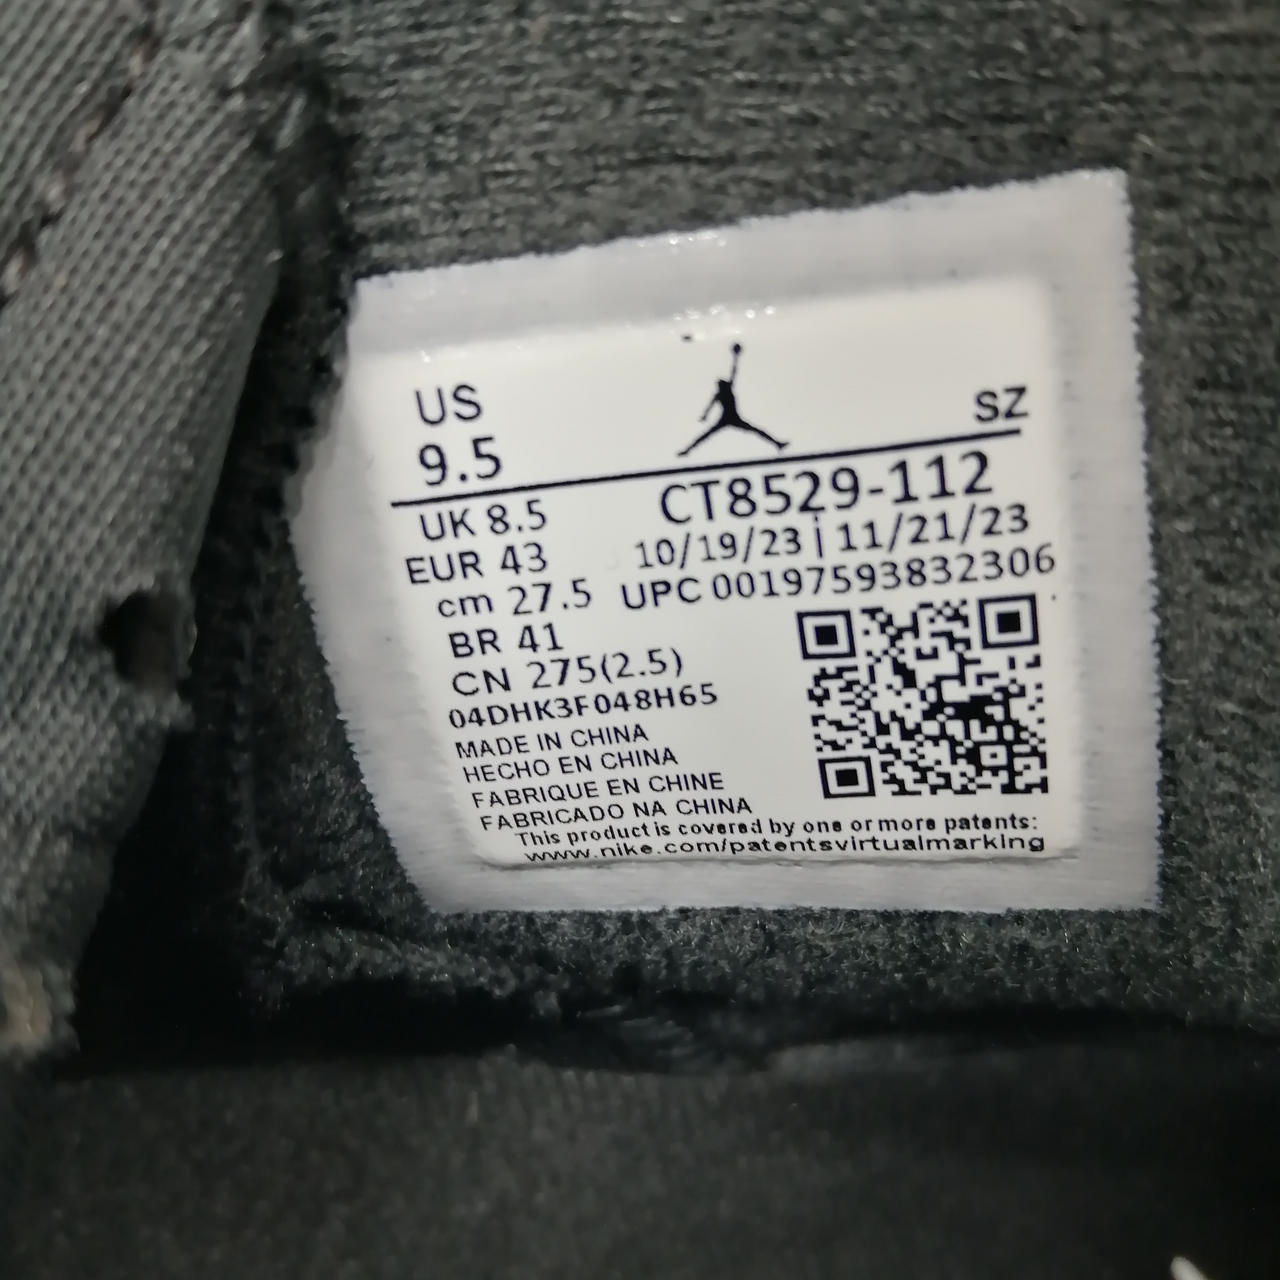 US
9.5
SZ
CT8529-112
UK 8.5
10/19/23 | 11/21/23
EUR 43
UPC 00197593832306
cm 27.5
BR 41
CN 275(2.5)
04DHK3F048H65
MADE IN CHINA
HECHO EN CHINA
FABRIQUE EN CHINE
FABRICADO NA CHINA
This product is covered by one or more patents:
www.nike.com/patentsvirtualmarking